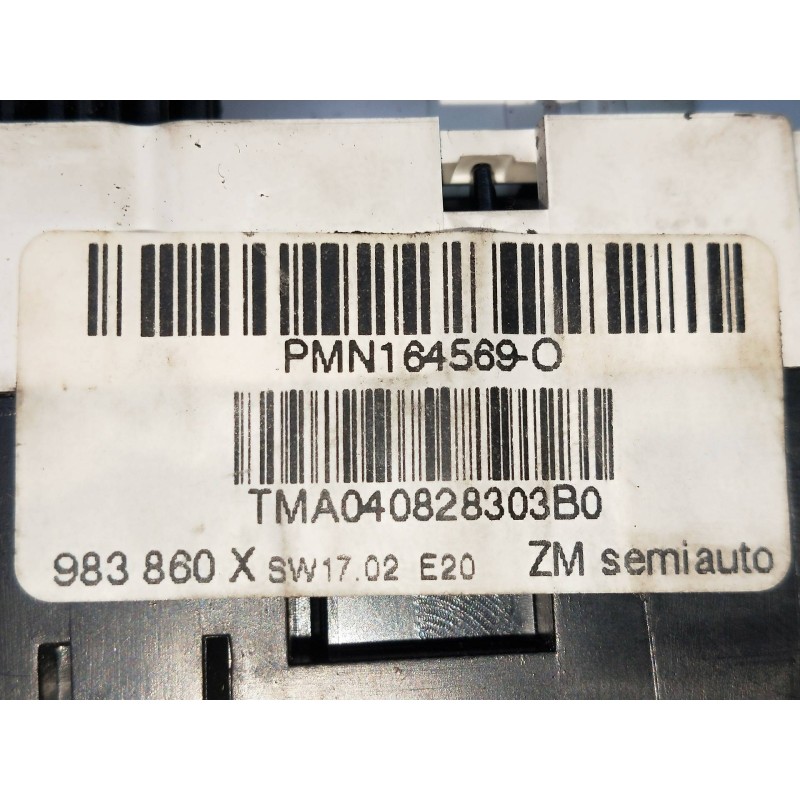 PMN164569-O
TMA040828303B0
983 860 X SW17.02 E20 ZM semiauto